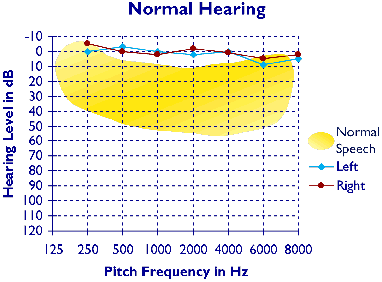 Normal Hearing
-10
0
10
20
30
40
50
60
70
80
90
100
110
120
125 250 500 1000 2000 4000 6000 8000
Hearing Level in dB
Pitch Frequency in Hz
Normal
Speech
Left
Right